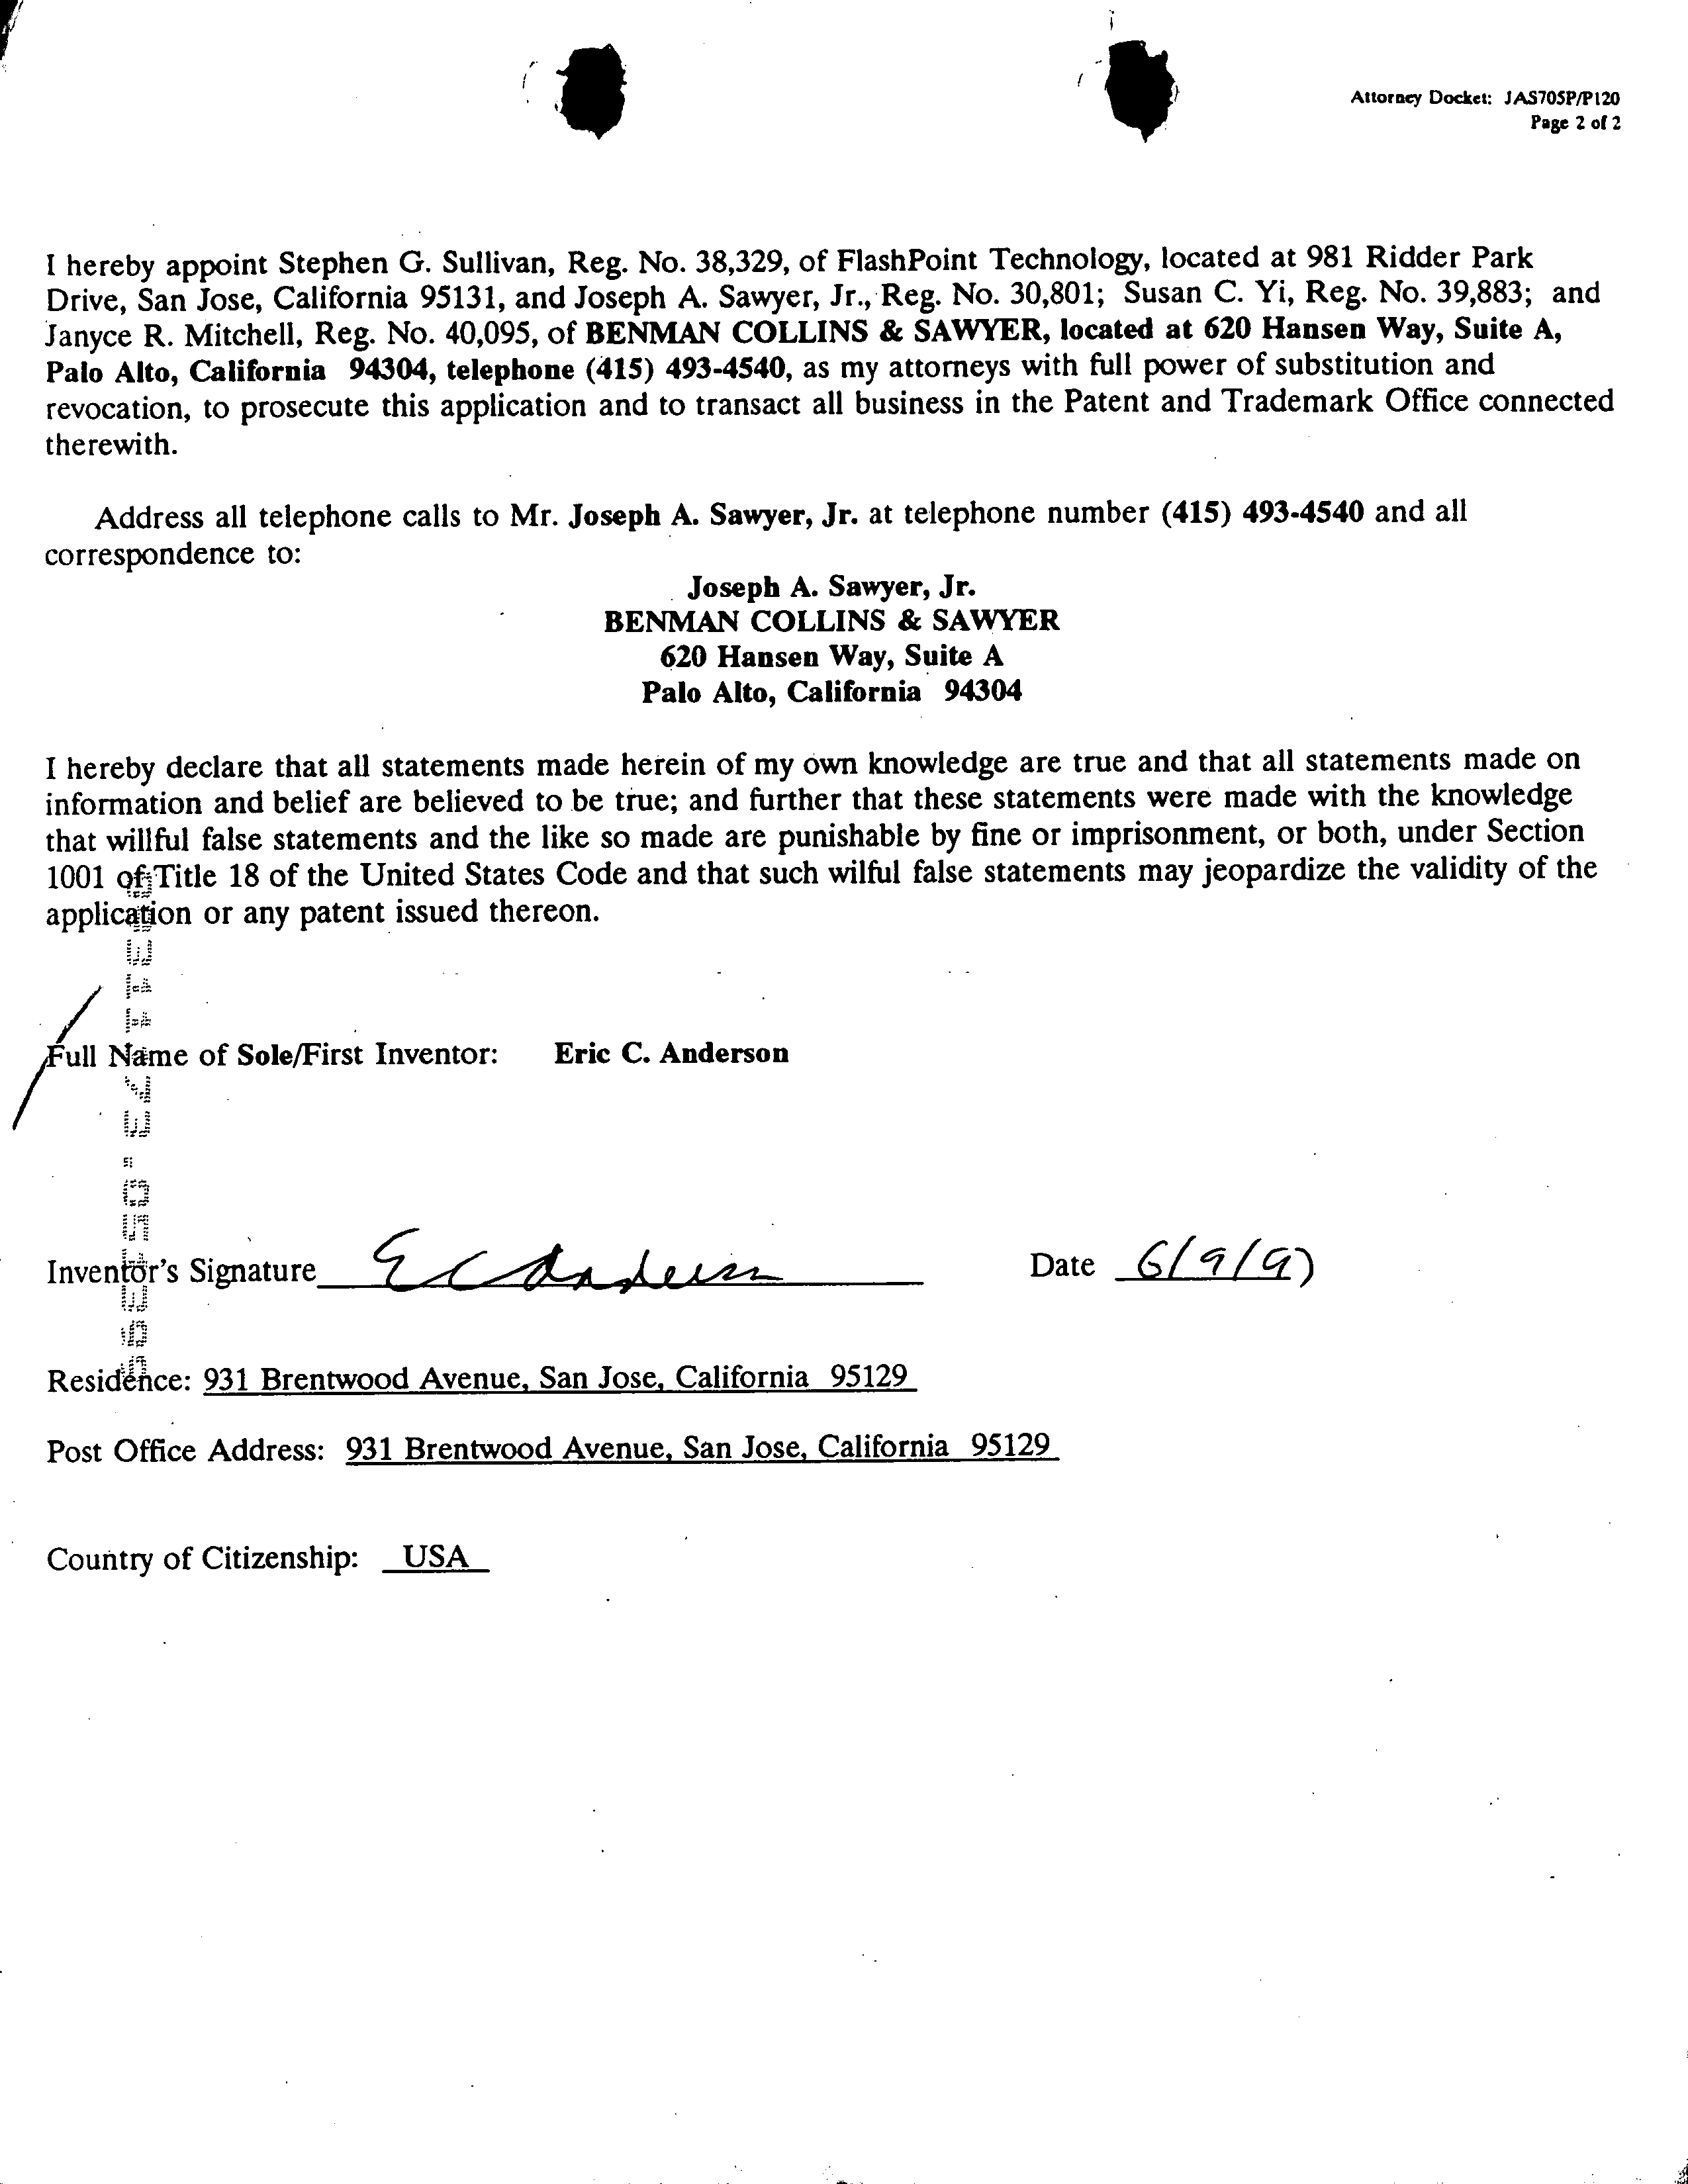 Attorney Docket: JAS705P/P120
Page 2 of 2
I hereby appoint Stephen G. Sullivan, Reg. No. 38,329, of FlashPoint Technology, located at 981 Ridder Park
Drive, San Jose, California 95131, and Joseph A. Sawyer, Jr., Reg. No. 30,801; Susan C. Yi, Reg. No. 39,883; and
Janyce R. Mitchell, Reg. No. 40,095, of BENMAN COLLINS & SAWYER, located at 620 Hansen Way, Suite A,
Palo Alto, California 94304, telephone (415) 493-4540, as my attorneys with full power of substitution and
revocation, to prosecute this application and to transact all business in the Patent and Trademark Office connected
therewith.
Address all telephone calls to Mr. Joseph A. Sawyer, Jr. at telephone number (415) 493-4540 and all
correspondence to:
Joseph A. Sawyer, Jr.
BENMAN COLLINS & SAWYER
620 Hansen Way, Suite A
Palo Alto, California 94304
I hereby declare that all statements made herein of my own knowledge are true and that all statements made on
information and belief are believed to be true; and further that these statements were made with the knowledge
that willful false statements and the like so made are punishable by fine or imprisonment, or both, under Section
1001 of Title 18 of the United States Code and that such wilful false statements may jeopardize the validity of the
application or any patent issued thereon.
Full Name of Sole/First Inventor: Eric C. Anderson
Inventor's Signature E C Anderson Date 6/9/97
Residence: 931 Brentwood Avenue, San Jose, California 95129
Post Office Address: 931 Brentwood Avenue, San Jose, California 95129
Country of Citizenship: USA